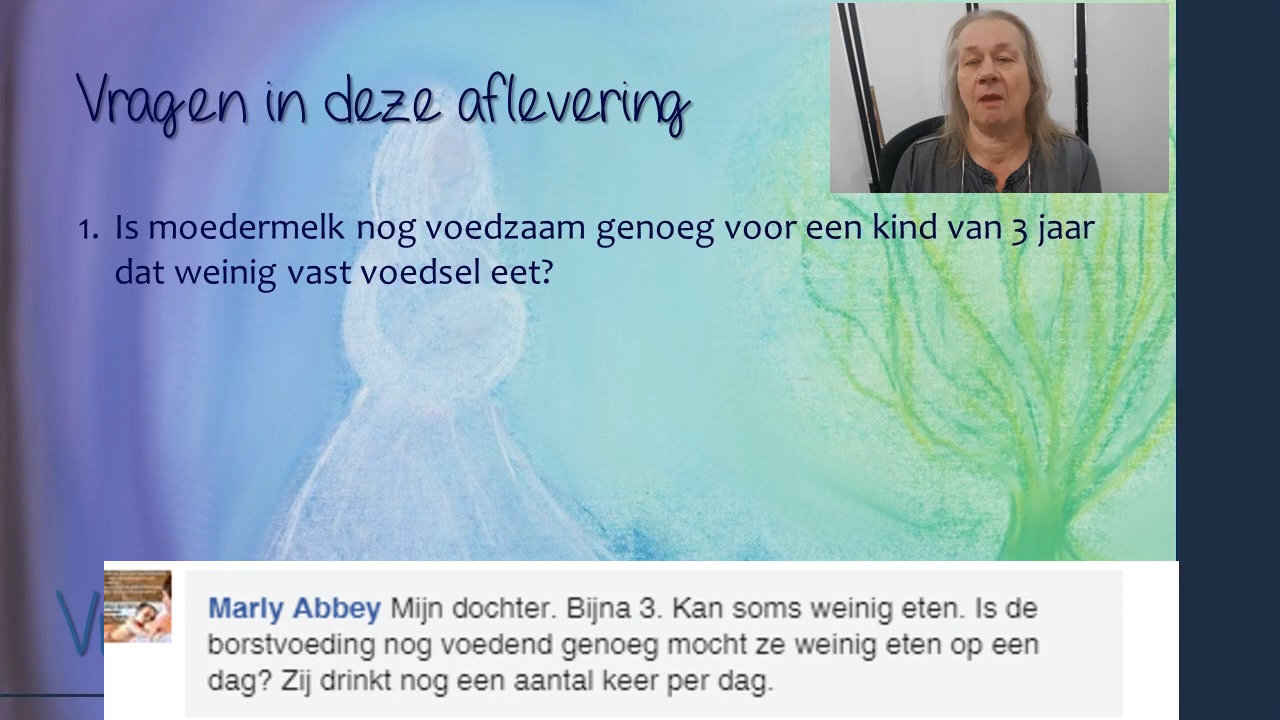 Vragen in deze aflevering
1. Is moedermelk nog voedzaam genoeg voor een kind van 3 jaar
dat weinig vast voedsel eet?
Marly Abbey Mijn dochter. Bijna 3. Kan soms weinig eten. Is de
borstvoeding nog voedend genoeg mocht ze weinig eten op een
dag? Zij drinkt nog een aantal keer per dag.